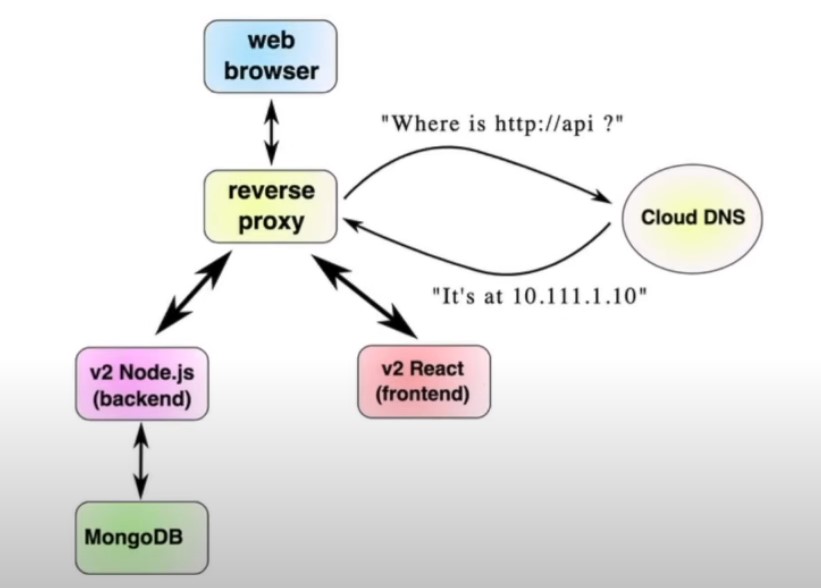 web
browser
"Where is http://api ?"
reverse
proxy
Cloud DNS
"It's at 10.111.1.10"
v2 Node.js
(backend)
v2 React
(frontend)
MongoDB